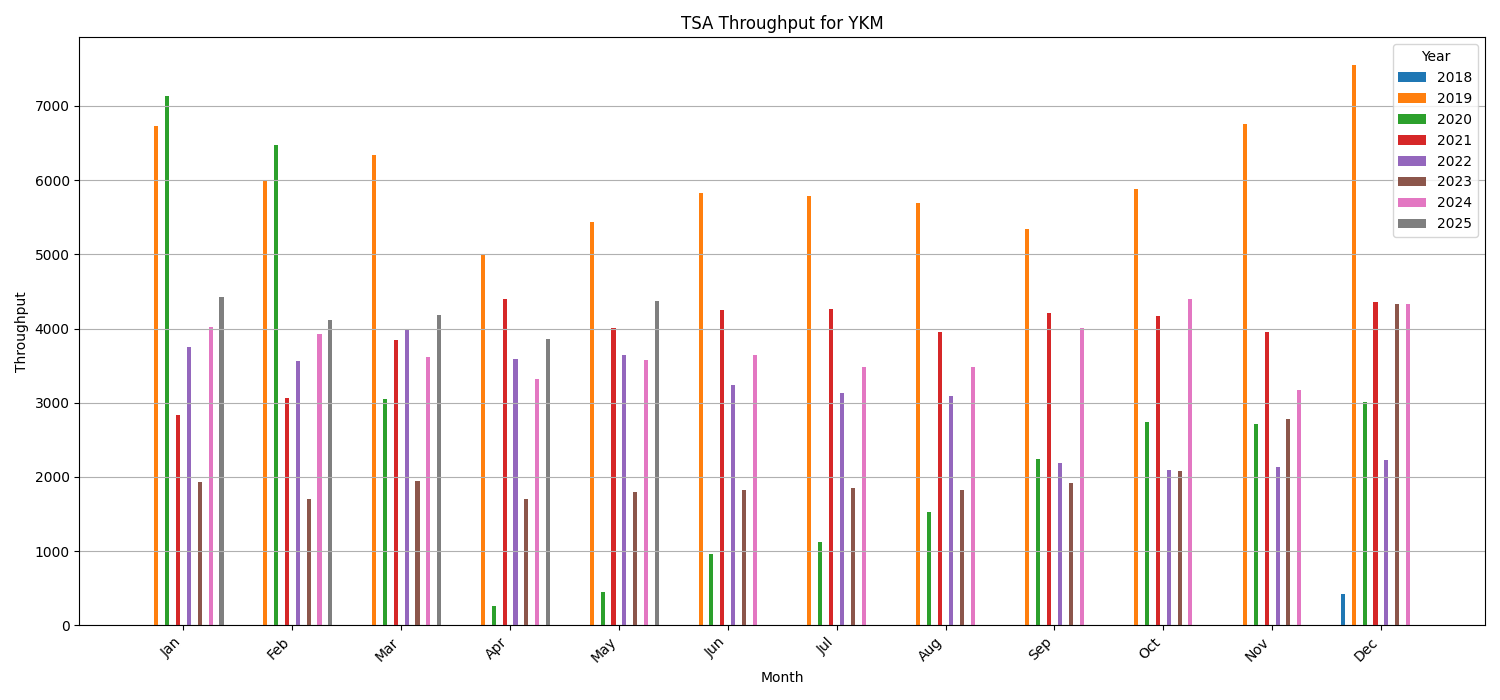 TSA Throughput for YKM
Throughput
7000
6000
5000
4000
3000
2000
1000
0
Year
2018
2019
2020
2021
2022
2023
2024
2025
Jan
Feb
Mar
Apr
May
Jun
Jul
Aug
Sep
Oct
Nov
Dec
Month